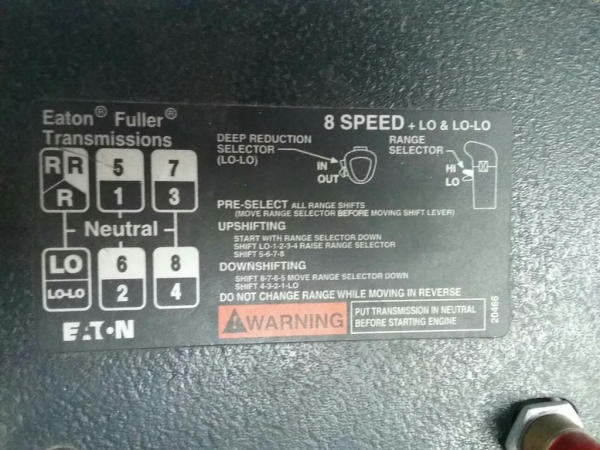 Eaton® Fuller®
Transmissions
8 SPEED + LO & LO-LO
DEEP REDUCTION
SELECTOR
(LO-LO)
IN
OUT
RANGE
SELECTOR
HI
LO
R R 5 7
R 1 3
Neutral
LO 6 8
LO-LO 2 4
PRE-SELECT ALL RANGE SHIFTS
(MOVE RANGE SELECTOR BEFORE MOVING SHIFT LEVER)
UPSHIFTING
START WITH RANGE SELECTOR DOWN
SHIFT LO-1-2-3-4 RAISE RANGE SELECTOR
SHIFT 5-6-7-8
DOWNSHIFTING
SHIFT 8-7-6-5 MOVE RANGE SELECTOR DOWN
SHIFT 4-3-2-1-LO
DO NOT CHANGE RANGE WHILE MOVING IN REVERSE
EATON
WARNING
PUT TRANSMISSION IN NEUTRAL
BEFORE STARTING ENGINE
20466